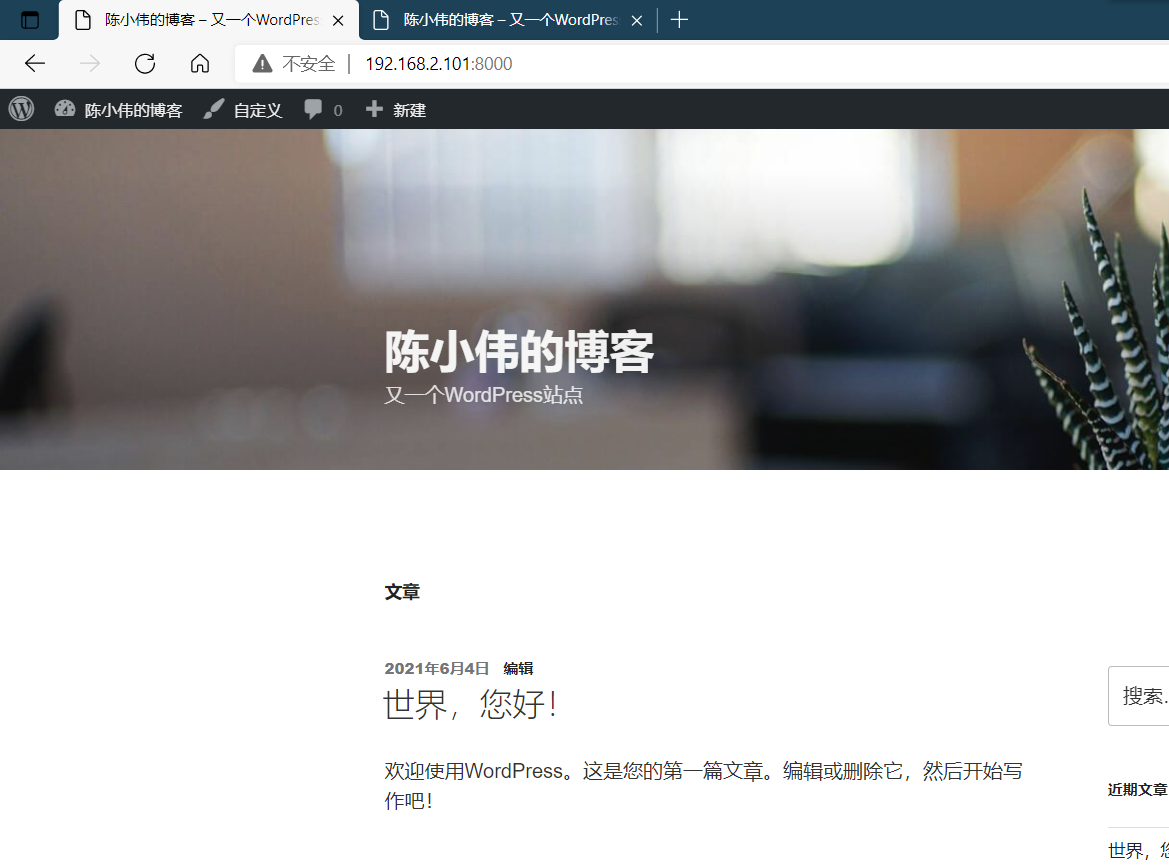 陈小伟的博客 – 又一个WordPress
陈小伟的博客 – 又一个WordPress
不安全 | 192.168.2.101:8000
陈小伟的博客 自定义 0 新建
陈小伟的博客
又一个WordPress站点
文章
2021年6月4日 编辑
世界，您好！
搜索.
欢迎使用WordPress。这是您的第一篇文章。编辑或删除它，然后开始写
作吧！
近期文章
世界，